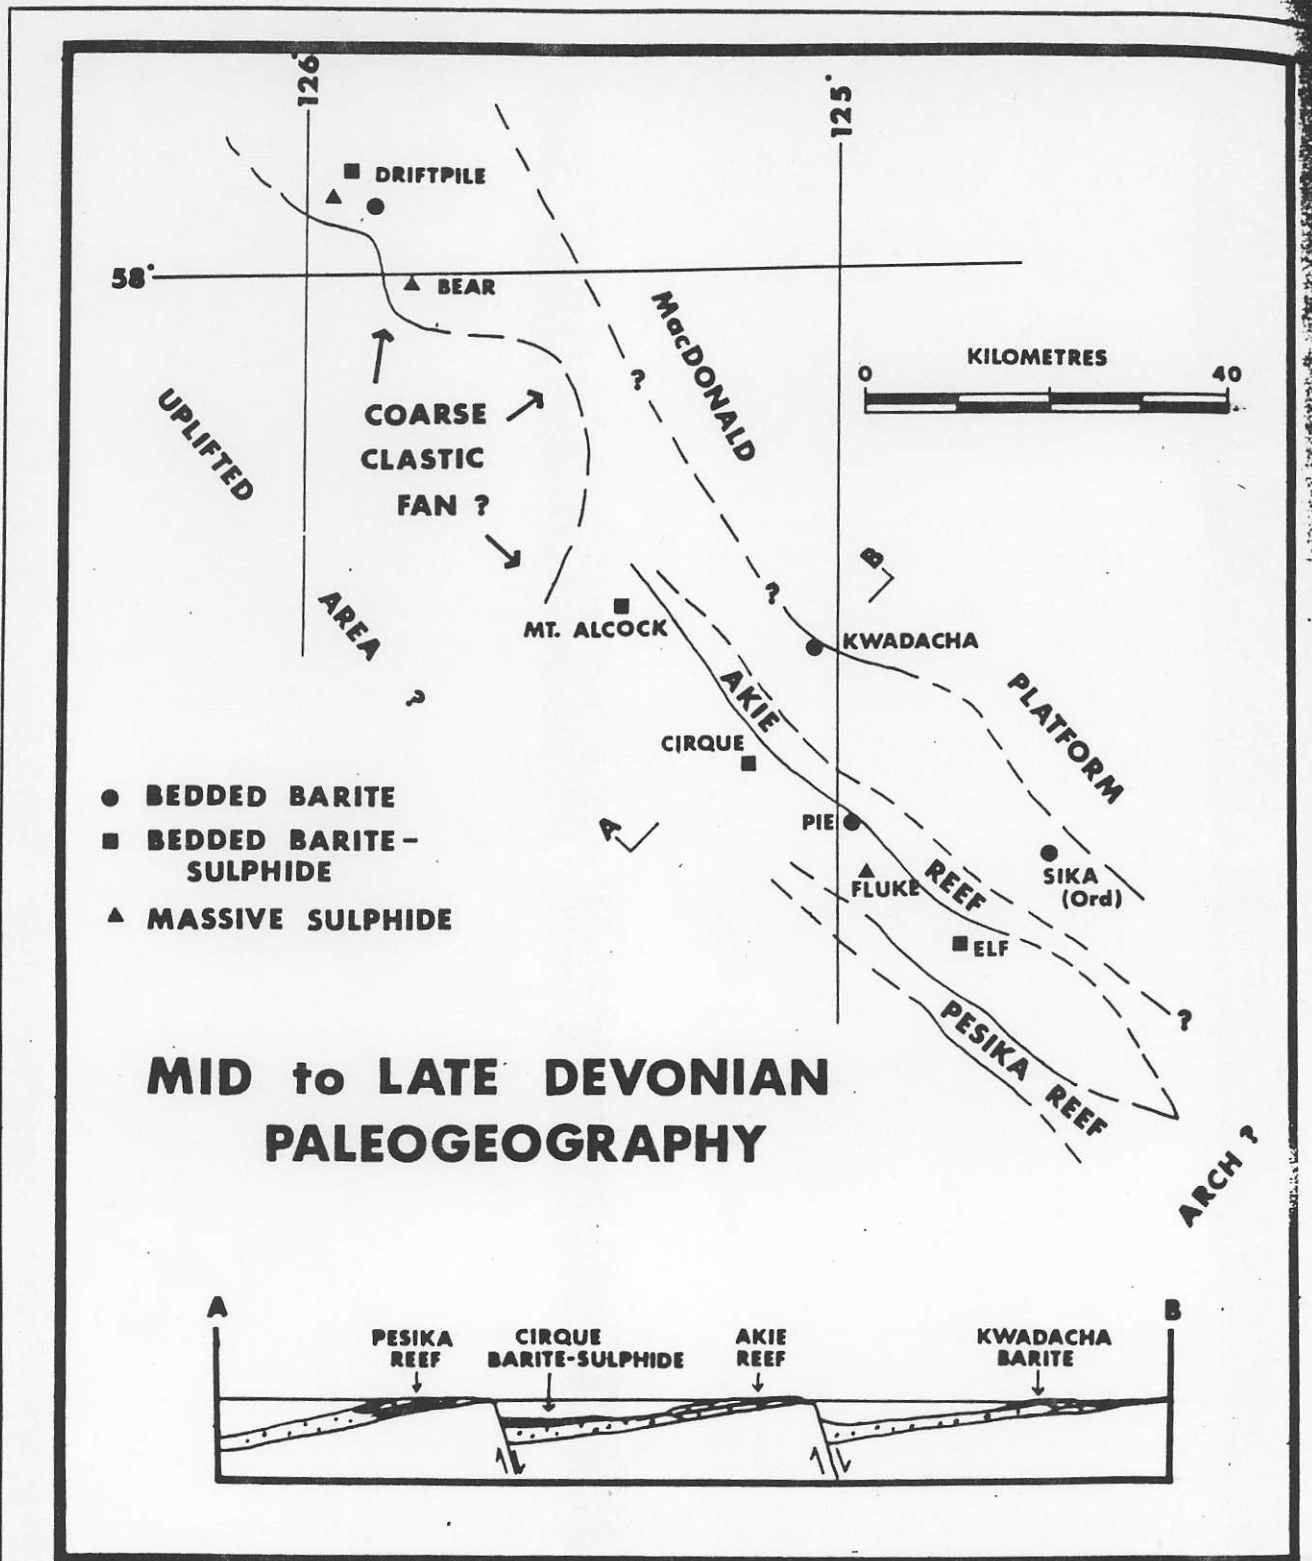 126°
125°
DRIFTPILE
58°
BEAR
MacDONALD
?
KILOMETRES
0 40
UPLIFTED
AREA
?
COARSE
CLASTIC
FAN ?
B
?
MT. ALCOCK
KWADACHA
AKIE
PLATFORM
CIRQUE
BEDDED BARITE
BEDDED BARITE-
SULPHIDE
MASSIVE SULPHIDE
A
PIE
FLUKE
REEF
SIKA
(Ord)
ELF
?
PESIKA REEF
MID to LATE DEVONIAN
PALEOGEOGRAPHY
ARCH ?
A
B
PESIKA
REEF
CIRQUE
BARITE-SULPHIDE
AKIE
REEF
KWADACHA
BARITE